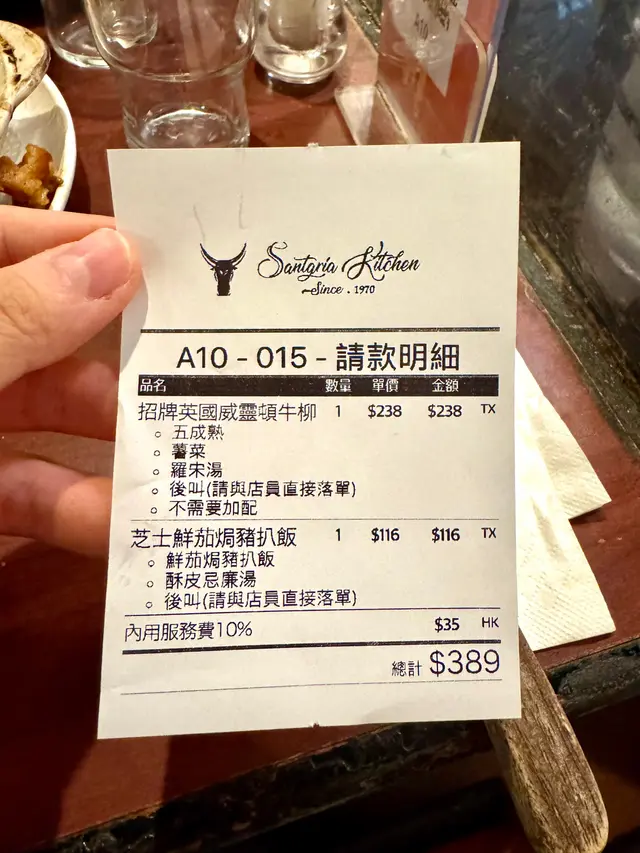 Santgria Kitchen
Since . 1970
A10 - 015 - 請款明細
品名 數量 單價 金額
招牌英國威靈頓牛柳 1 $238 $238 TX
五成熟
薯菜
羅宋湯
後叫(請與店員直接落單)
不需要加配
芝士鮮茄焗豬扒飯 1 $116 $116 TX
鮮茄焗豬扒飯
酥皮忌廉湯
後叫(請與店員直接落單)
內用服務費10% $35 HK
總計 $389
A10